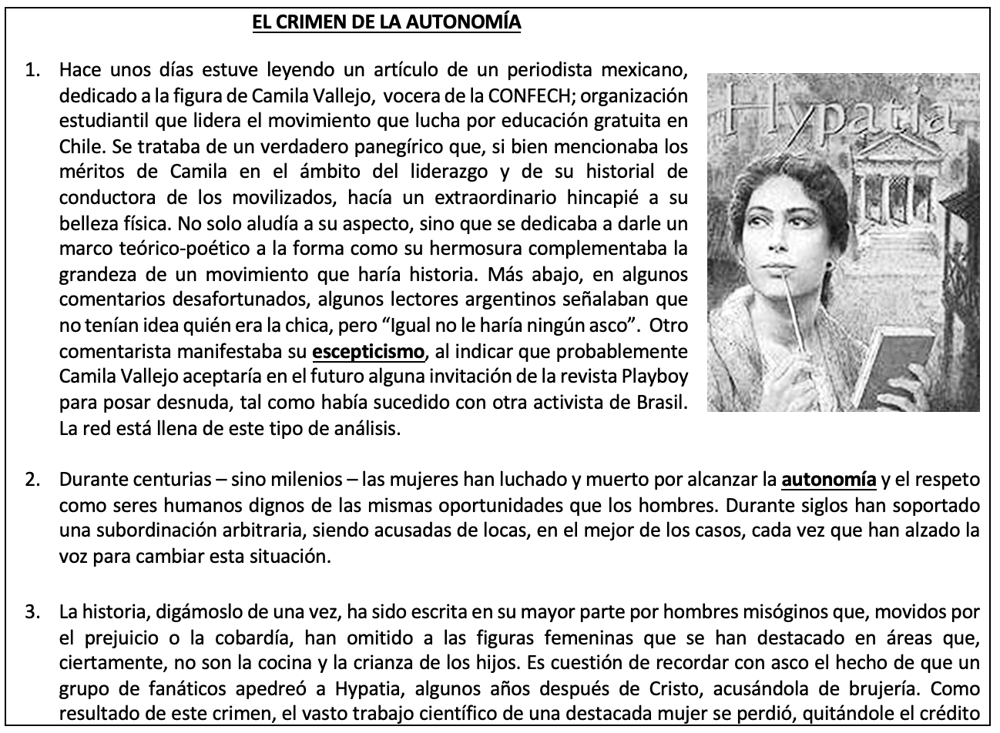 EL CRIMEN DE LA AUTONOMÍA
1. Hace unos días estuve leyendo un artículo de un periodista mexicano,
dedicado a la figura de Camila Vallejo, vocera de la CONFECH; organización
estudiantil que lidera el movimiento que lucha por educación gratuita en
Chile. Se trataba de un verdadero panegírico que, si bien mencionaba los
méritos de Camila en el ámbito del liderazgo y de su historial de
conductora de los movilizados, hacía un extraordinario hincapié a su
belleza física. No solo aludía a su aspecto, sino que se dedicaba a darle un
marco teórico-poético a la forma como su hermosura complementaba la
grandeza de un movimiento que haría historia. Más abajo, en algunos
comentarios desafortunados, algunos lectores argentinos señalaban que
no tenían idea quién era la chica, pero “Igual no le haría ningún asco”. Otro
comentarista manifestaba su escepticismo, al indicar que probablemente
Camila Vallejo aceptaría en el futuro alguna invitación de la revista Playboy
para posar desnuda, tal como había sucedido con otra activista de Brasil.
La red está llena de este tipo de análisis.
Hypatia
2. Durante centurias – sino milenios – las mujeres han luchado y muerto por alcanzar la autonomía y el respeto
como seres humanos dignos de las mismas oportunidades que los hombres. Durante siglos han soportado
una subordinación arbitraria, siendo acusadas de locas, en el mejor de los casos, cada vez que han alzado la
voz para cambiar esta situación.
3. La historia, digámoslo de una vez, ha sido escrita en su mayor parte por hombres misóginos que, movidos por
el prejuicio o la cobardía, han omitido a las figuras femeninas que se han destacado en áreas que,
ciertamente, no son la cocina y la crianza de los hijos. Es cuestión de recordar con asco el hecho de que un
grupo de fanáticos apedreó a Hypatia, algunos años después de Cristo, acusándola de brujería. Como
resultado de este crimen, el vasto trabajo científico de una destacada mujer se perdió, quitándole el crédito